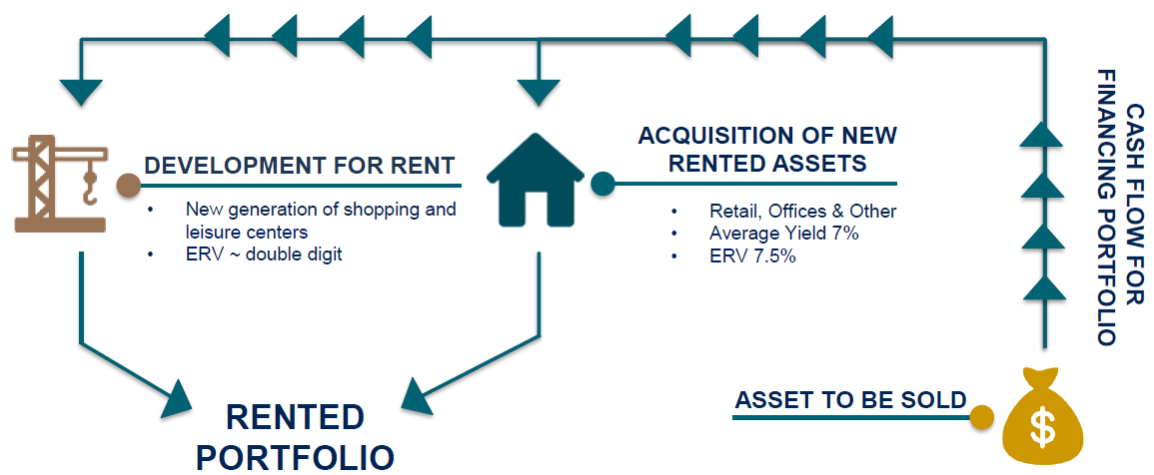 DEVELOPMENT FOR RENT
• New generation of shopping and
leisure centers
• ERV ~ double digit
ACQUISITION OF NEW
RENTED ASSETS
• Retail, Offices & Other
• Average Yield 7%
• ERV 7.5%
CASH FLOW FOR
FINANCING PORTFOLIO
ASSET TO BE SOLD
$
RENTED
PORTFOLIO